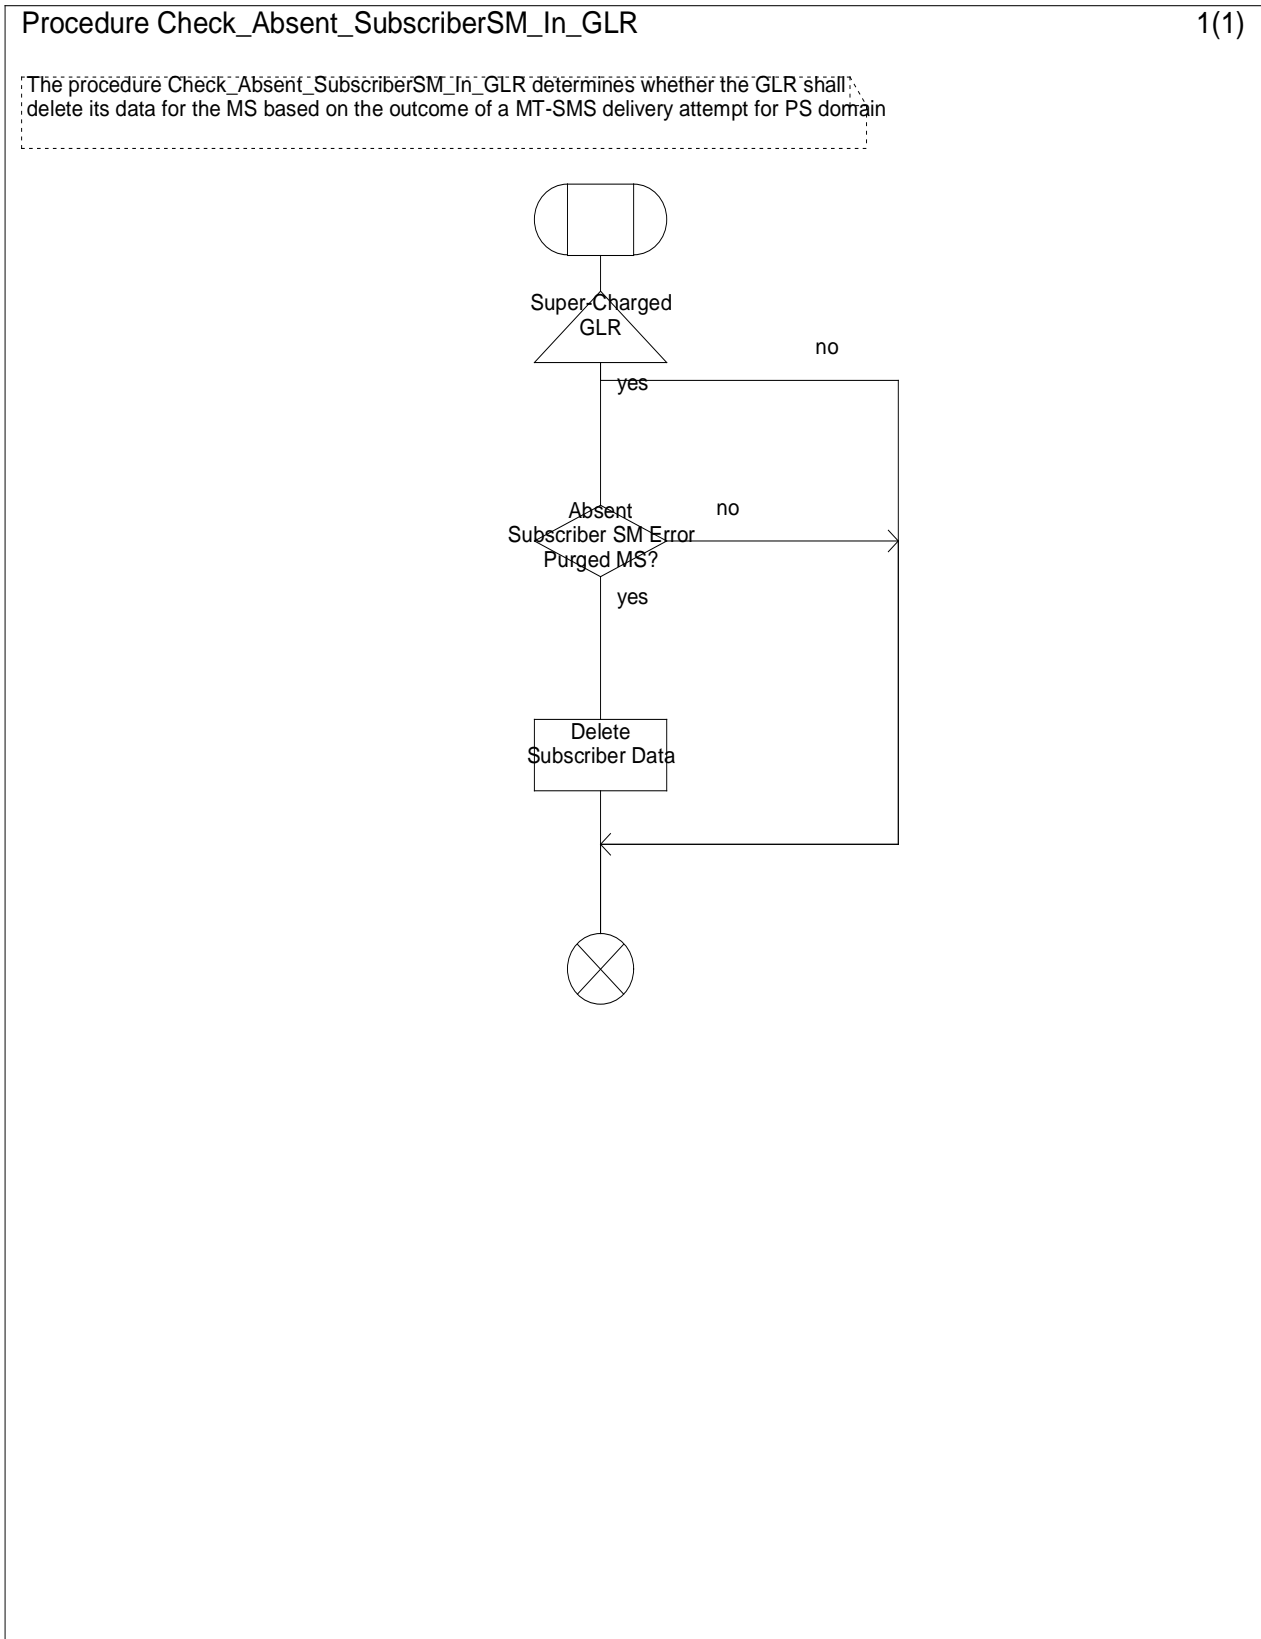 Procedure Check_Absent_SubscriberSM_In_GLR
1(1)
The procedure Check_Absent_SubscriberSM_In_GLR determines whether the GLR shall
delete its data for the MS based on the outcome of a MT-SMS delivery attempt for PS domain
Super-Charged
GLR
no
yes
Absent
Subscriber SM Error
Purged MS?
no
yes
Delete
Subscriber Data